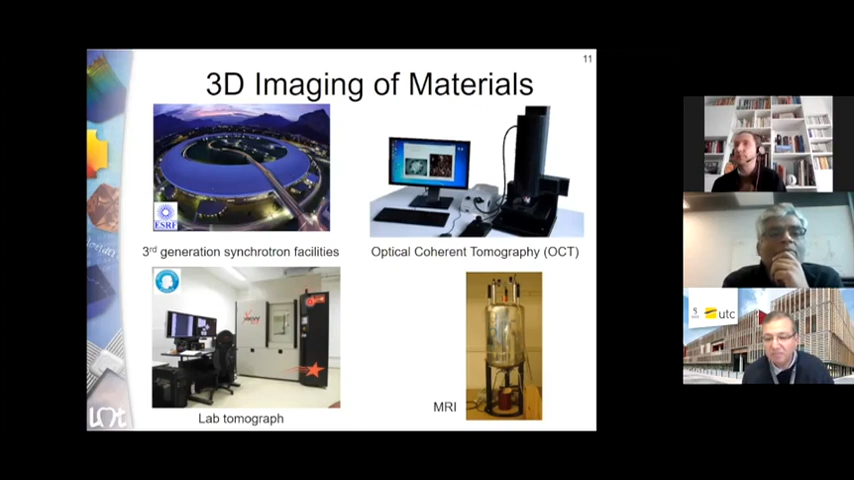 11
3D Imaging of Materials
ESRF
3rd generation synchrotron facilities
Optical Coherent Tomography (OCT)
Lab tomograph
MRI
utc